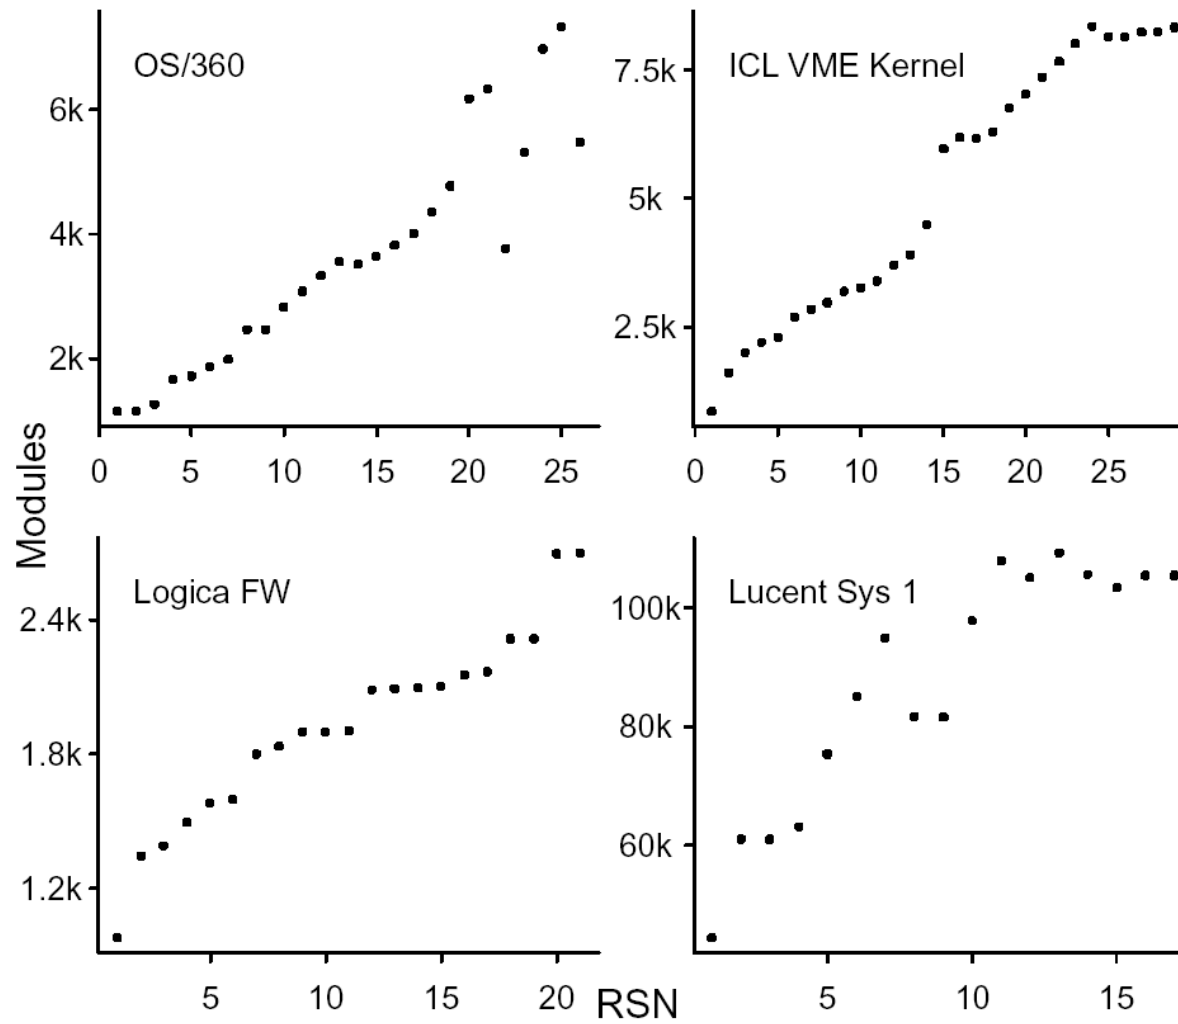 OS/360
6k
4k
2k
0 5 10 15 20 25
ICL VME Kernel
7.5k
5k
2.5k
0 5 10 15 20 25
Modules
Logica FW
2.4k
1.8k
1.2k
5 10 15 20
Lucent Sys 1
100k
80k
60k
5 10 15
RSN